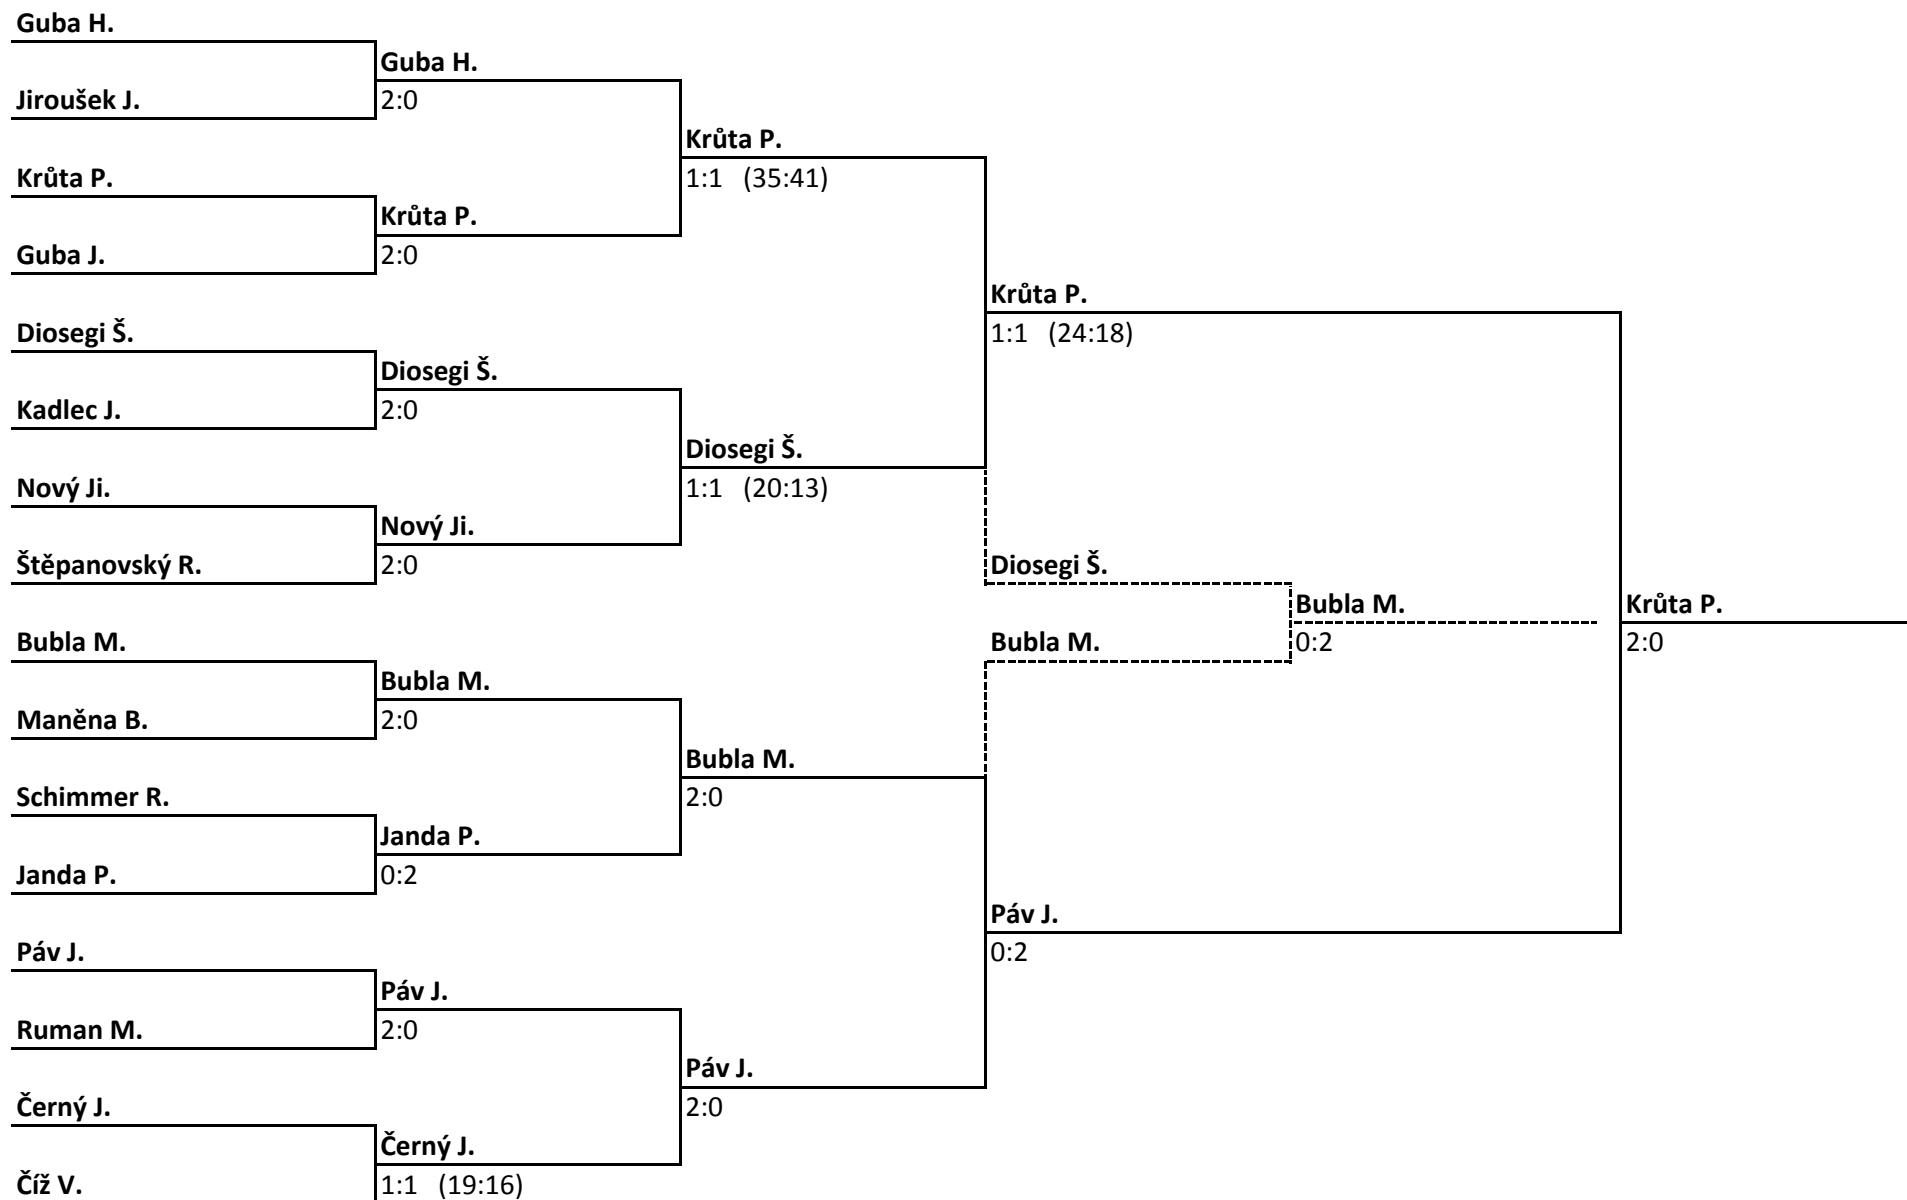 Guba H.
Guba H.
Jiroušek J.
2:0
Krůta P.
Krůta P.
1:1 (35:41)
Krůta P.
Guba J.
2:0
Krůta P.
Diosegi Š.
1:1 (24:18)
Diosegi Š.
Kadlec J.
2:0
Diosegi Š.
Nový Ji.
1:1 (20:13)
Nový Ji.
Štěpanovský R.
2:0
Diosegi Š.
Bubla M.
Krůta P.
Bubla M.
Bubla M.
0:2
2:0
Bubla M.
Maněna B.
2:0
Bubla M.
Schimmer R.
2:0
Janda P.
Janda P.
0:2
Páv J.
Páv J.
0:2
Páv J.
Ruman M.
2:0
Páv J.
Černý J.
2:0
Černý J.
Číž V.
1:1 (19:16)